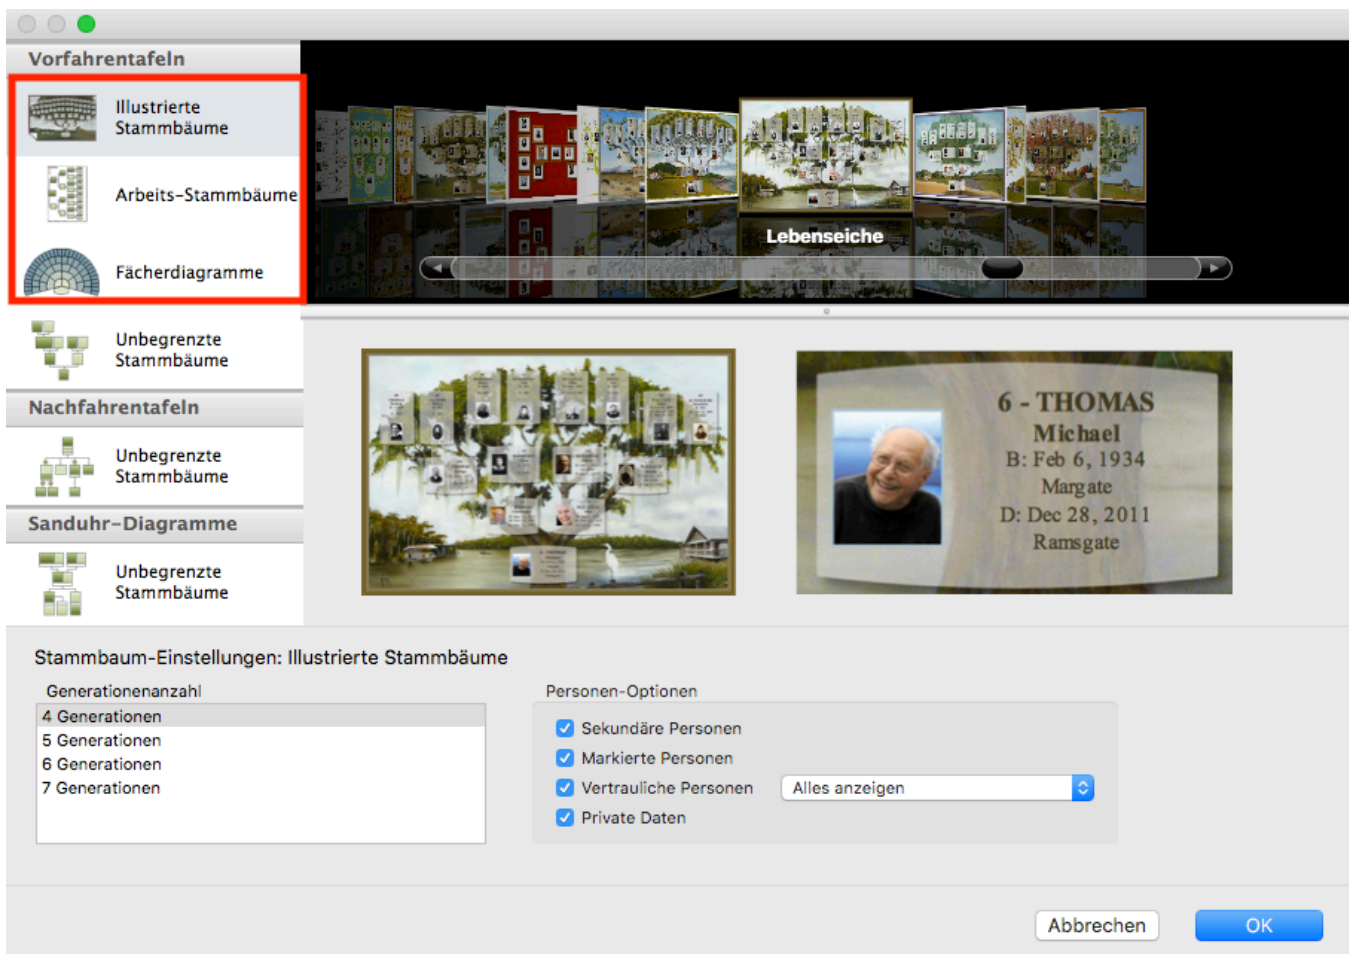 Vorfahrentafeln
Illustrierte
Stammbäume
Arbeits-Stammbäume
Fächerdiagramme
Unbegrenzte
Stammbäume
Nachfahrentafeln
Unbegrenzte
Stammbäume
Sanduhr-Diagramme
Unbegrenzte
Stammbäume
Lebenseiche
6 - THOMAS
Michael
B: Feb 6, 1934
Margate
D: Dec 28, 2011
Ramsgate
Stammbaum-Einstellungen: Illustrierte Stammbäume
Generationenanzahl
4 Generationen
5 Generationen
6 Generationen
7 Generationen
Personen-Optionen
Sekundäre Personen
Markierte Personen
Vertrauliche Personen
Alles anzeigen
Private Daten
Abbrechen
OK